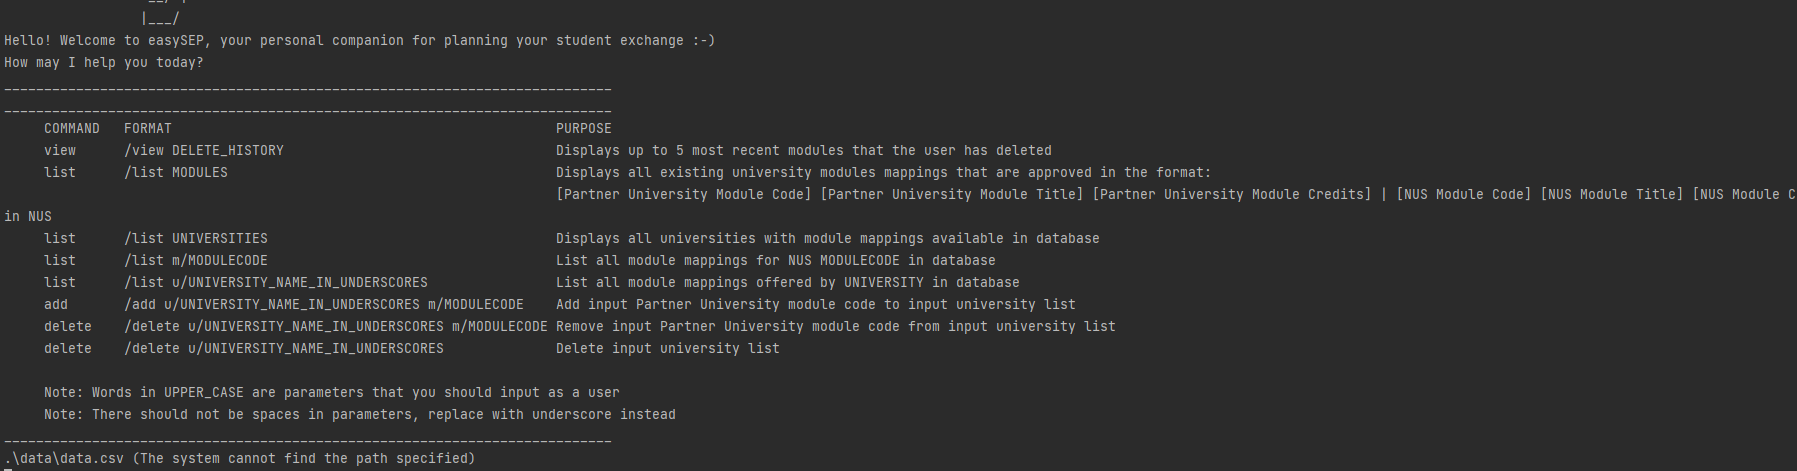 |___/
Hello! Welcome to easySEP, your personal companion for planning your student exchange :-)
How may I help you today?
____________________________________________________________________________
____________________________________________________________________________
COMMAND FORMAT PURPOSE
view /view DELETE_HISTORY Displays up to 5 most recent modules that the user has deleted
list /list MODULES Displays all existing university modules mappings that are approved in the format:
[Partner University Module Code] [Partner University Module Title] [Partner University Module Credits] | [NUS Module Code] [NUS Module Title] [NUS Module C
in NUS
list /list UNIVERSITIES Displays all universities with module mappings available in database
list /list m/MODULECODE List all module mappings for NUS MODULECODE in database
list /list u/UNIVERSITY_NAME_IN_UNDERSCORES List all module mappings offered by UNIVERSITY in database
add /add u/UNIVERSITY_NAME_IN_UNDERSCORES m/MODULECODE Add input Partner University module code to input university list
delete /delete u/UNIVERSITY_NAME_IN_UNDERSCORES m/MODULECODE Remove input Partner University module code from input university list
delete /delete u/UNIVERSITY_NAME_IN_UNDERSCORES Delete input university list
Note: Words in UPPER_CASE are parameters that you should input as a user
Note: There should not be spaces in parameters, replace with underscore instead
____________________________________________________________________________
.\data\data.csv (The system cannot find the path specified)